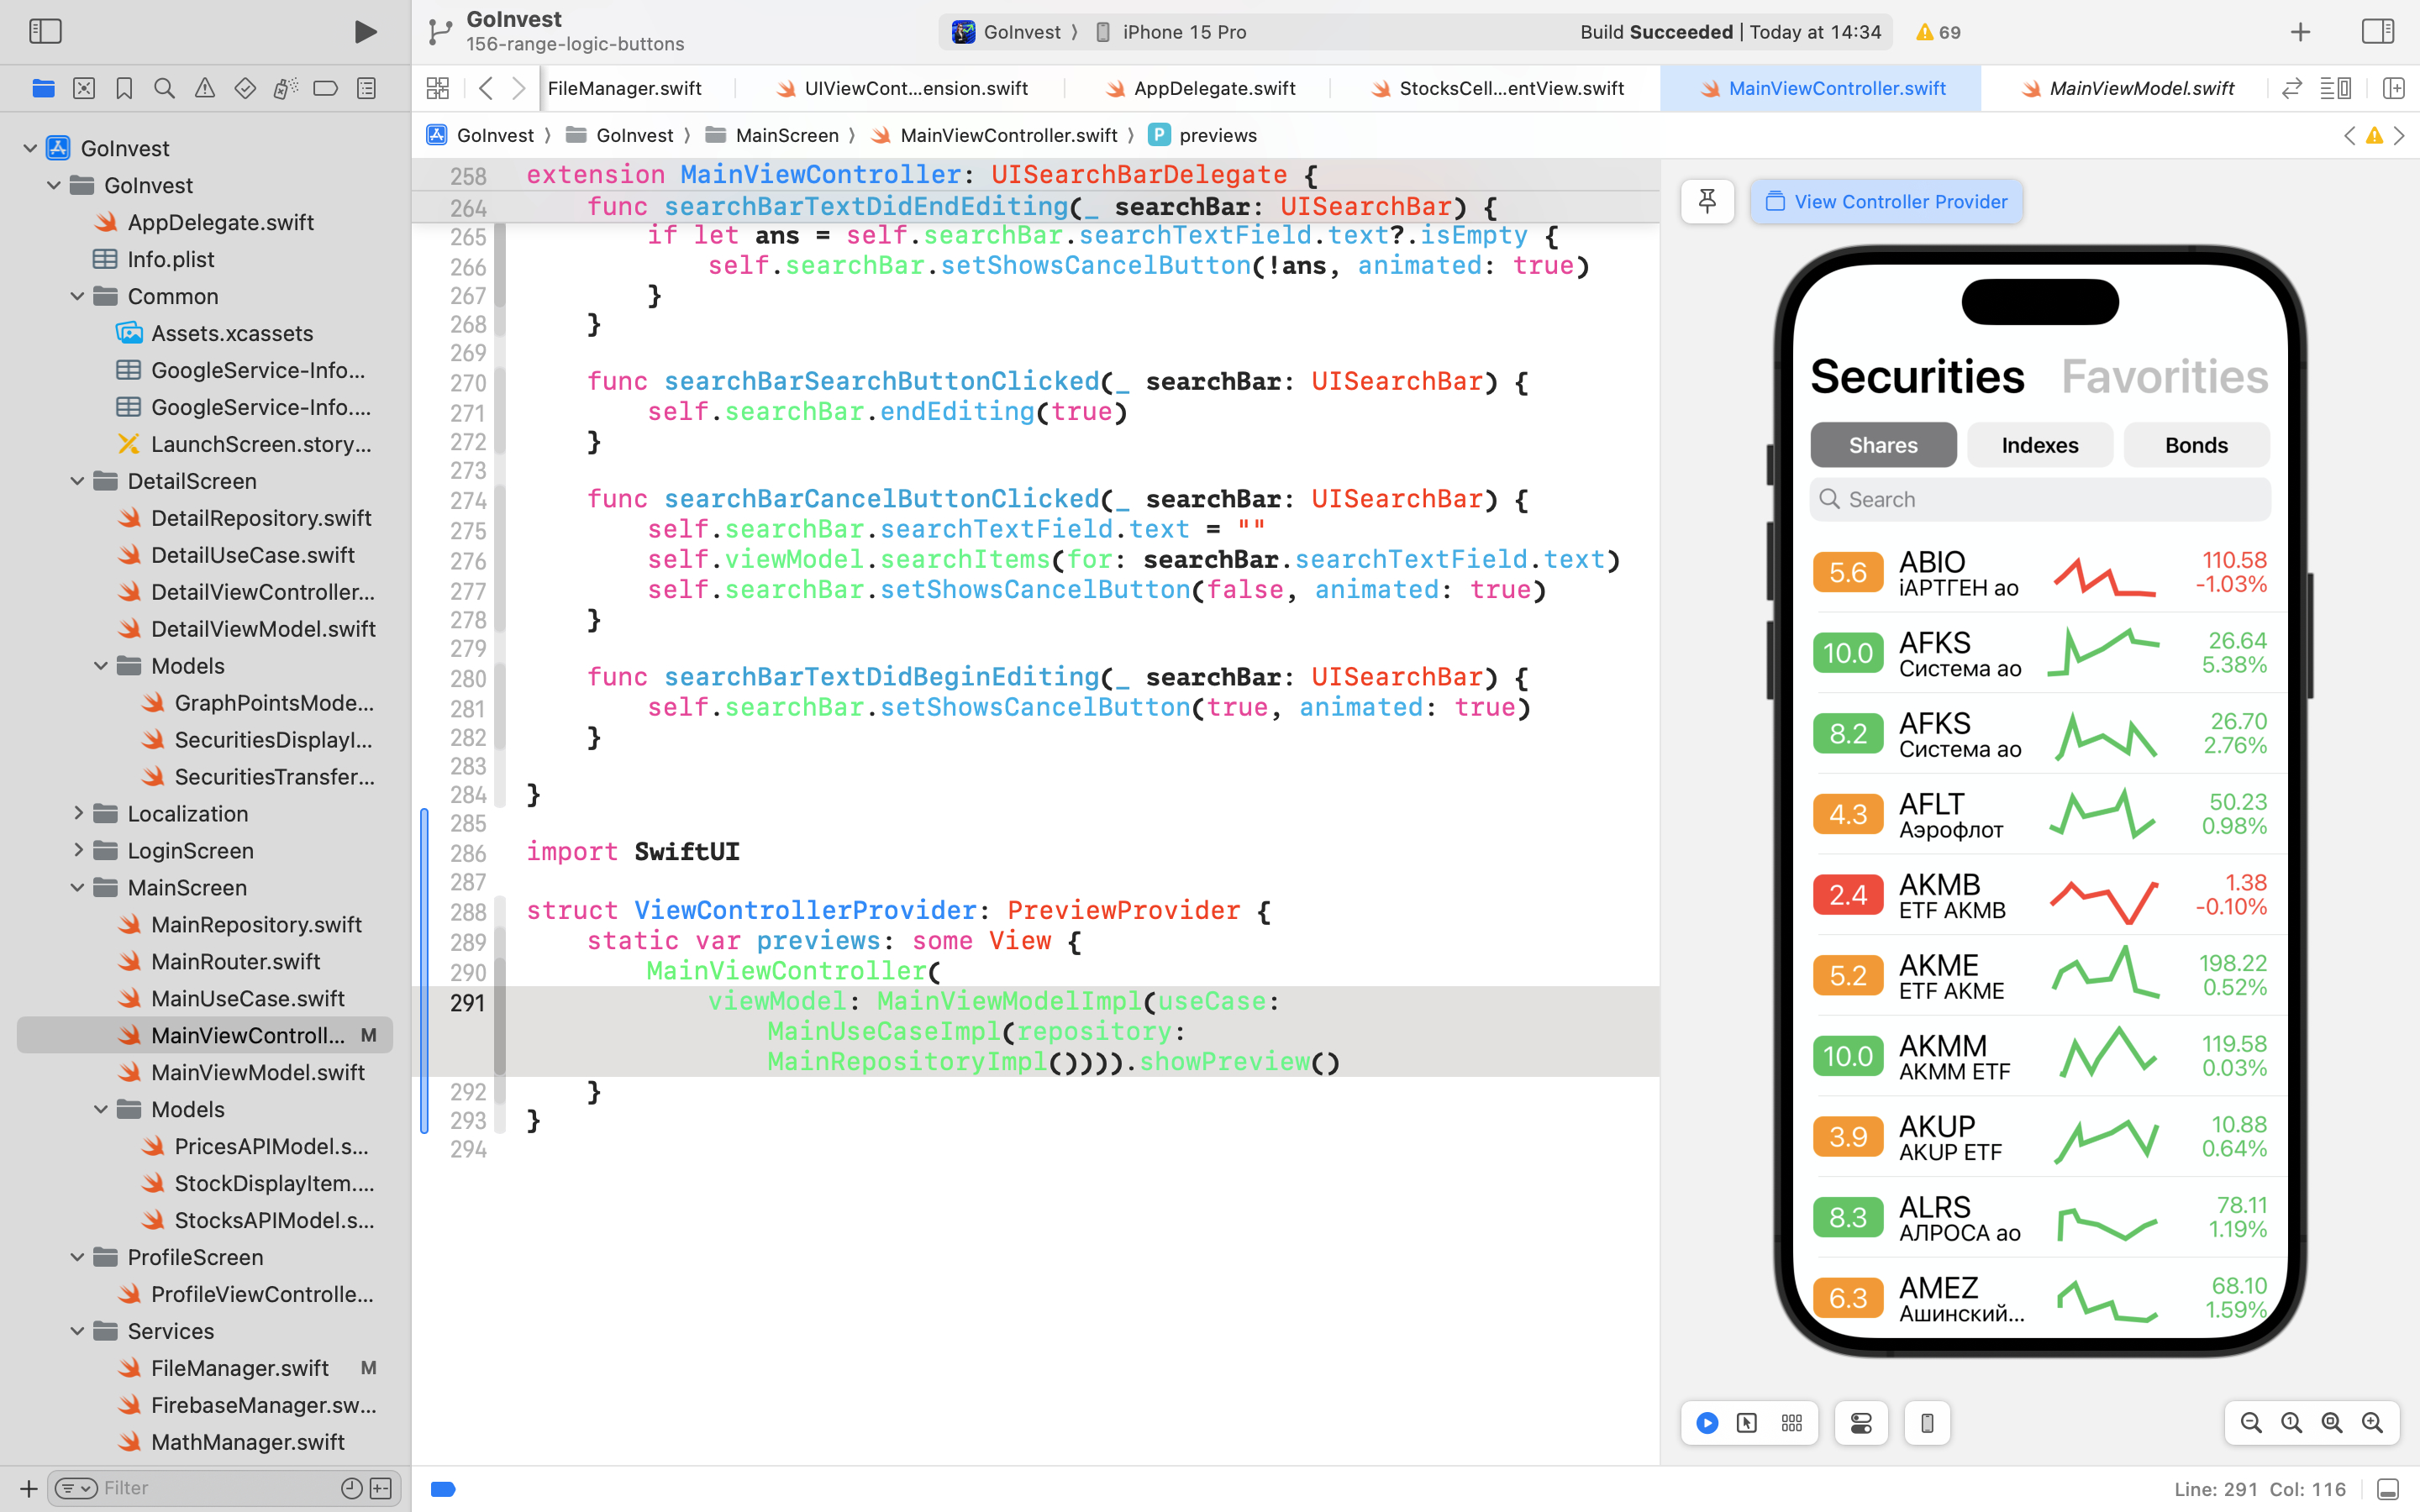 GoInvest
156-range-logic-buttons
GoInvest
iPhone 15 Pro
Build Succeeded | Today at 14:34
69
FileManager.swift
UIViewCont...ension.swift
AppDelegate.swift
StocksCell...entView.swift
MainViewController.swift
MainViewModel.swift
GoInvest
GoInvest
MainScreen
MainViewController.swift
P
previews
GoInvest
GoInvest
AppDelegate.swift
Info.plist
Common
Assets.xcassets
GoogleService-Info...
GoogleService-Info....
LaunchScreen.story...
DetailScreen
DetailRepository.swift
DetailUseCase.swift
DetailViewController...
DetailViewModel.swift
Models
GraphPointsMode...
SecuritiesDisplayI...
SecuritiesTransfer...
Localization
LoginScreen
MainScreen
MainRepository.swift
MainRouter.swift
MainUseCase.swift
MainViewControll... M
MainViewModel.swift
Models
PricesAPIModel.s...
StockDisplayItem....
StocksAPIModel.s...
ProfileScreen
ProfileViewControlle...
Services
FileManager.swift M
FirebaseManager.sw...
MathManager.swift
Filter
258 extension MainViewController: UISearchBarDelegate {
264 func searchBarTextDidEndEditing(_ searchBar: UISearchBar) {
265 if let ans = self.searchBar.searchTextField.text?.isEmpty {
266 self.searchBar.setShowsCancelButton(!ans, animated: true)
267 }
268 }
269
270 func searchBarSearchButtonClicked(_ searchBar: UISearchBar) {
271 self.searchBar.endEditing(true)
272 }
273
274 func searchBarCancelButtonClicked(_ searchBar: UISearchBar) {
275 self.searchBar.searchTextField.text = ""
276 self.viewModel.searchItems(for: searchBar.searchTextField.text)
277 self.searchBar.setShowsCancelButton(false, animated: true)
278 }
279
280 func searchBarTextDidBeginEditing(_ searchBar: UISearchBar) {
281 self.searchBar.setShowsCancelButton(true, animated: true)
282 }
283
284 }
285
286 import SwiftUI
287
288 struct ViewControllerProvider: PreviewProvider {
289 static var previews: some View {
290 MainViewController(
291 viewModel: MainViewModelImpl(useCase:
MainUseCaseImpl(repository:
MainRepositoryImpl()))).showPreview()
292 }
293 }
294
View Controller Provider
Securities Favorities
Shares Indexes Bonds
Search
5.6 ABIO 110.58
iАРТГЕН ао -1.03%
10.0 AFKS 26.64
Система ао 5.38%
8.2 AFKS 26.70
Система ао 2.76%
4.3 AFLT 50.23
Аэрофлот 0.98%
2.4 AKMB 1.38
ETF AKMB -0.10%
5.2 AKME 198.22
ETF AKME 0.52%
10.0 AKMM 119.58
AKMM ETF 0.03%
3.9 AKUP 10.88
AKUP ETF 0.64%
8.3 ALRS 78.11
АЛРОСА ао 1.19%
6.3 AMEZ 68.10
Ашинский... 1.59%
Line: 291 Col: 116